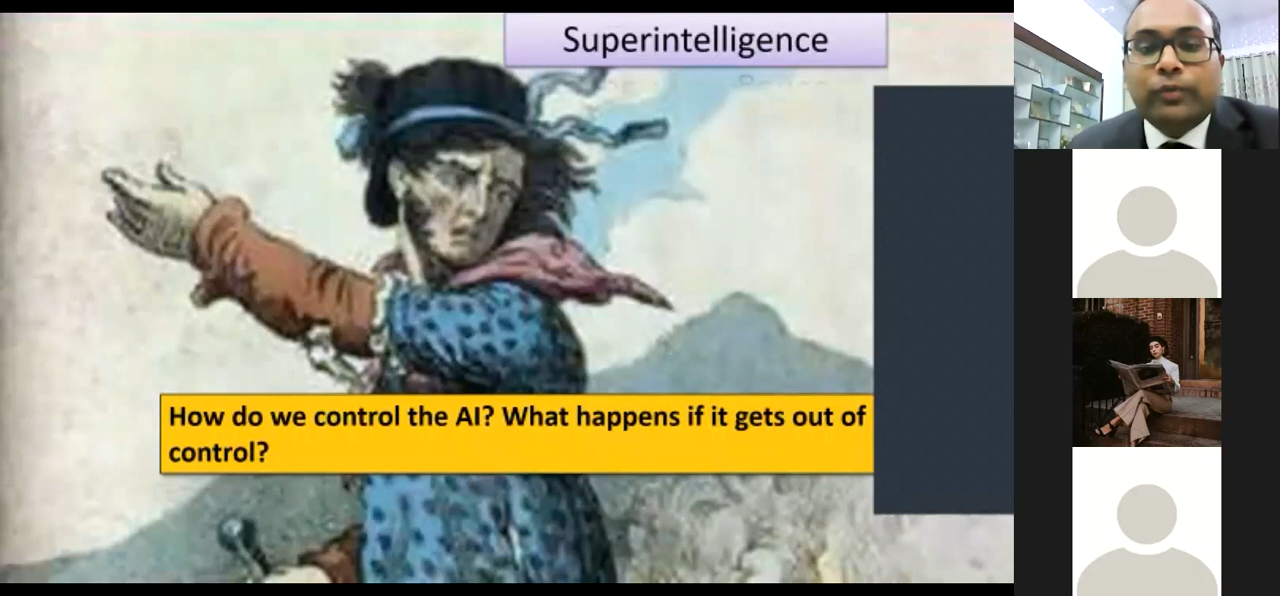 Superintelligence
How do we control the AI? What happens if it gets out of
control?